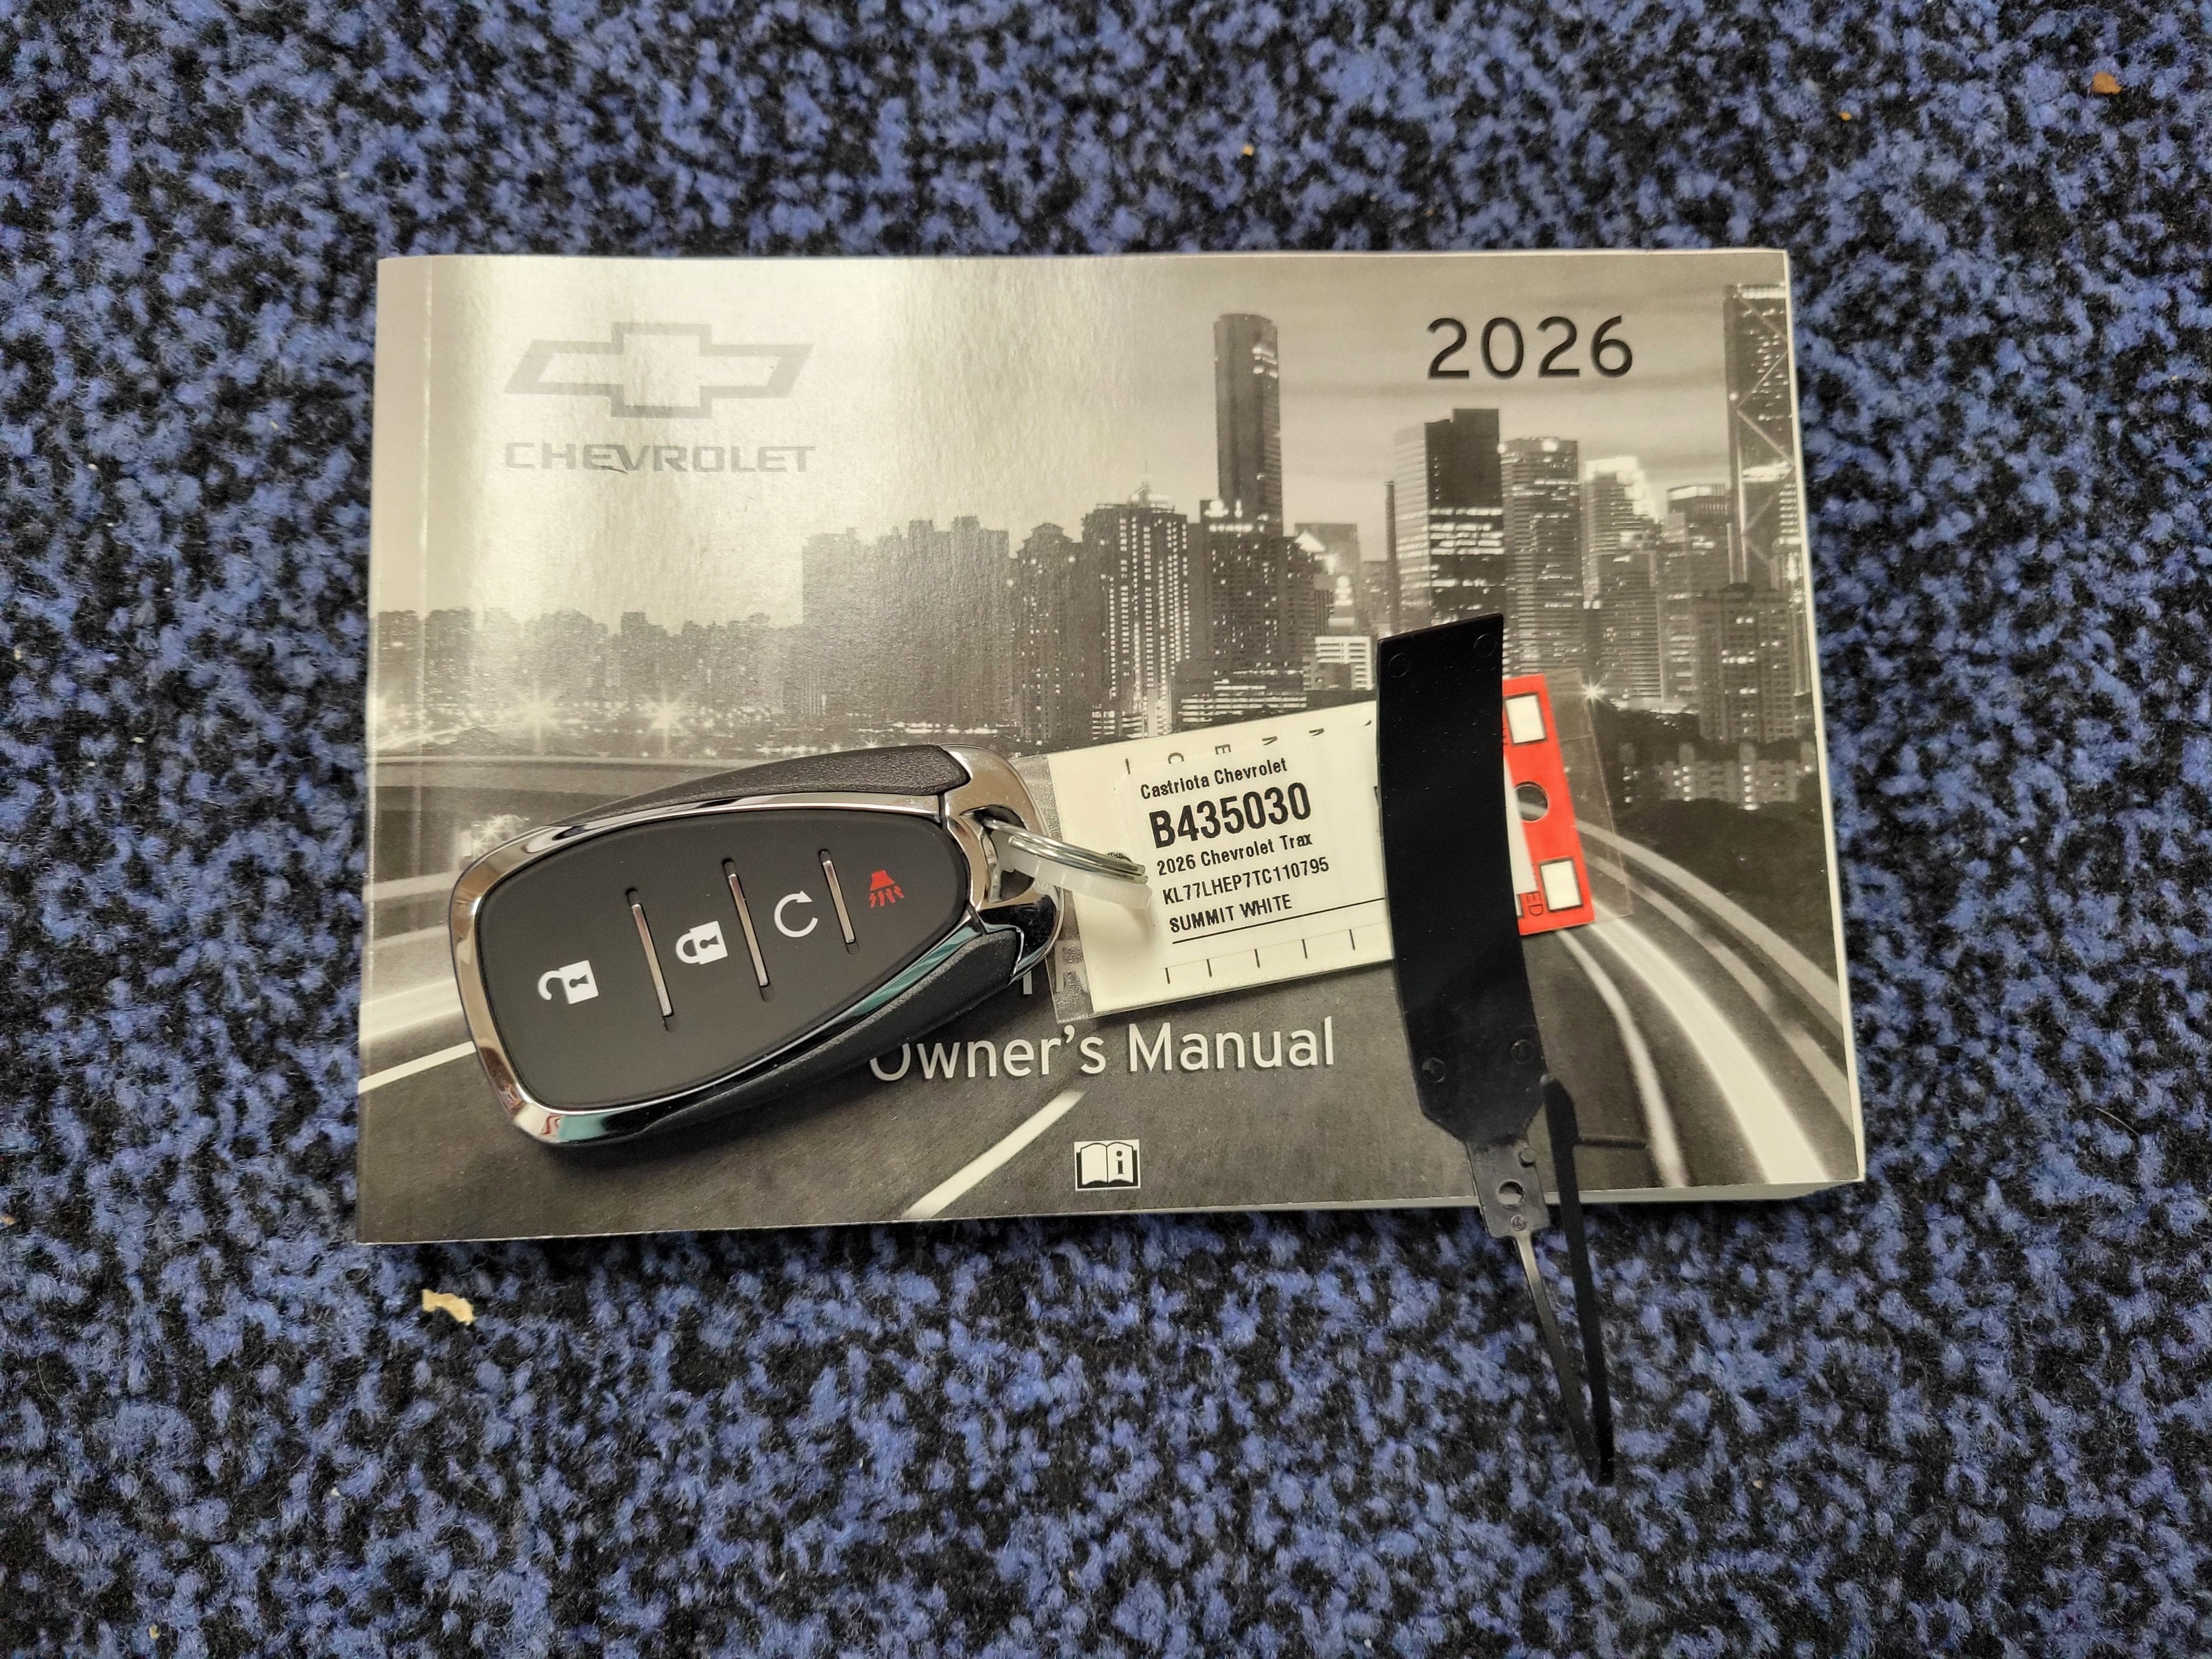 CHEVROLET
2026
Castriota Chevrolet
B435030
2026 Chevrolet Trax
KL77LHEP7TC110795
SUMMIT WHITE
Owner's Manual
i